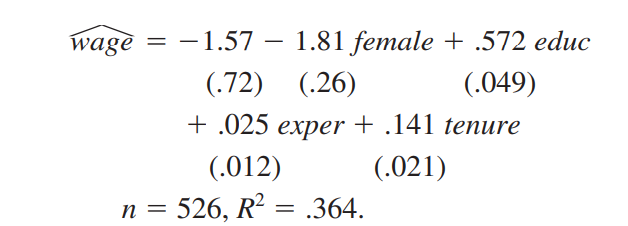 wage^ = −1.57 − 1.81 female + .572 educ
(.72) (.26) (.049)
+ .025 exper + .141 tenure
(.012) (.021)
n = 526, R² = .364.